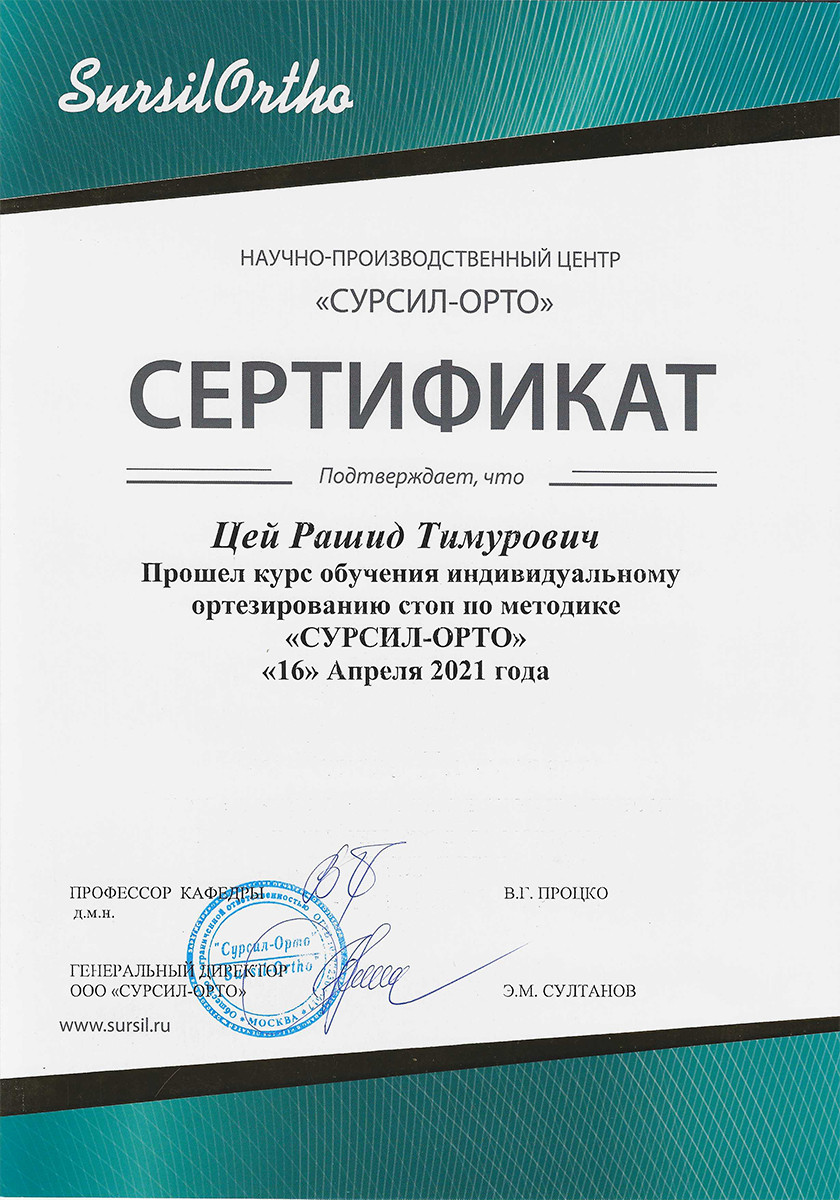 SursilOrtho
НАУЧНО-ПРОИЗВОДСТВЕННЫЙ ЦЕНТР
«СУРСИЛ-ОРТО»
СЕРТИФИКАТ
Подтверждает, что
Цей Рашид Тимурович
Прошел курс обучения индивидуальному
ортезированию стоп по методике
«СУРСИЛ-ОРТО»
«16» Апреля 2021 года
ПРОФЕССОР КАФЕДРЫ
д.м.н.
В.Г. ПРОЦКО
ГЕНЕРАЛЬНЫЙ ДИРЕКТОР
ООО «СУРСИЛ-ОРТО»
Э.М. СУЛТАНОВ
"Сурсил-Орто"
Sursil-Ortho
* МОСКВА *
www.sursil.ru